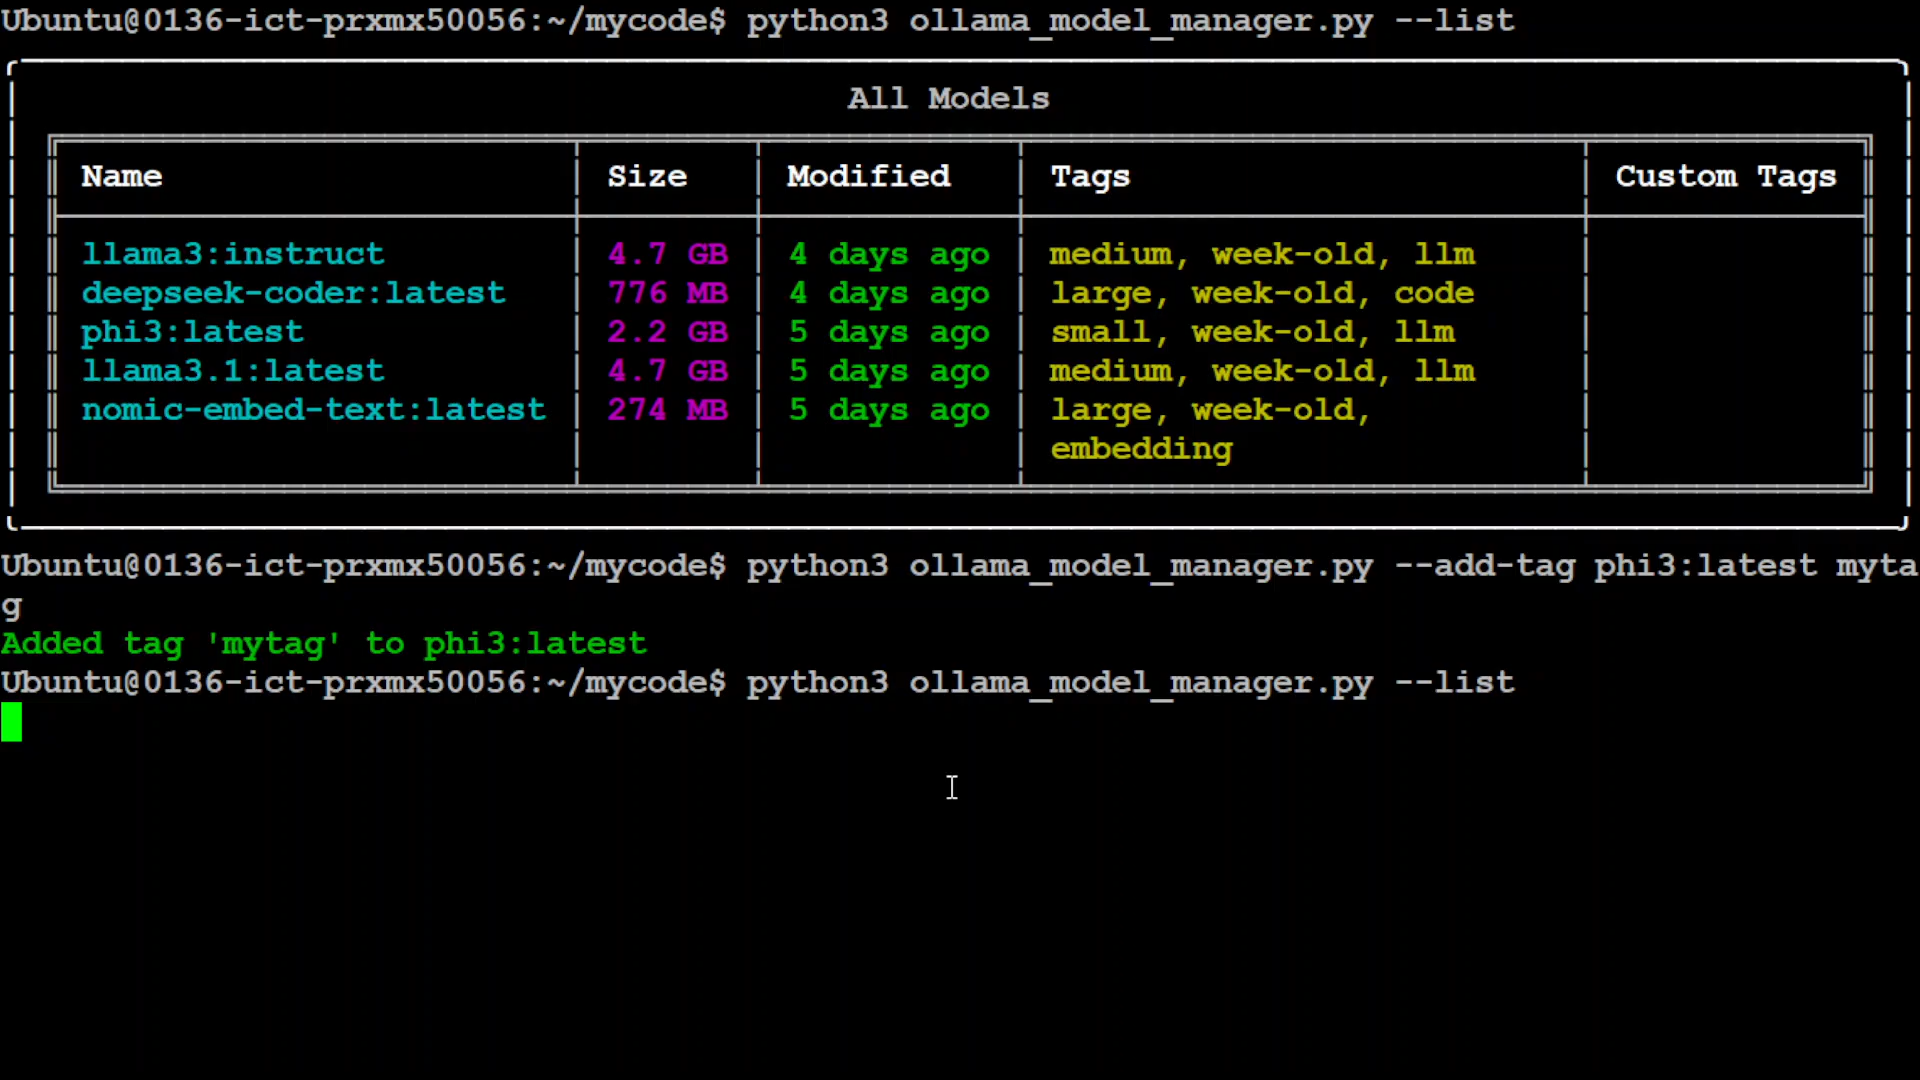 Ubuntu@0136-ict-prxmx50056:~/mycode$ python3 ollama_model_manager.py --list
All Models
Name Size Modified Tags Custom Tags
llama3:instruct 4.7 GB 4 days ago medium, week-old, llm
deepseek-coder:latest 776 MB 4 days ago large, week-old, code
phi3:latest 2.2 GB 5 days ago small, week-old, llm
llama3.1:latest 4.7 GB 5 days ago medium, week-old, llm
nomic-embed-text:latest 274 MB 5 days ago large, week-old,
embedding
Ubuntu@0136-ict-prxmx50056:~/mycode$ python3 ollama_model_manager.py --add-tag phi3:latest myta
g
Added tag 'mytag' to phi3:latest
Ubuntu@0136-ict-prxmx50056:~/mycode$ python3 ollama_model_manager.py --list